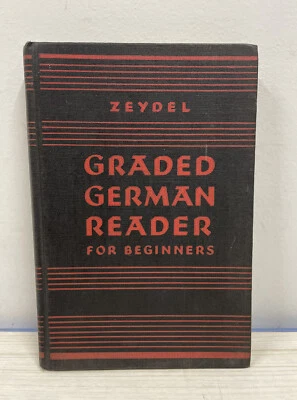 ZEYDEL
GRADED
GERMAN
READER
FOR BEGINNERS